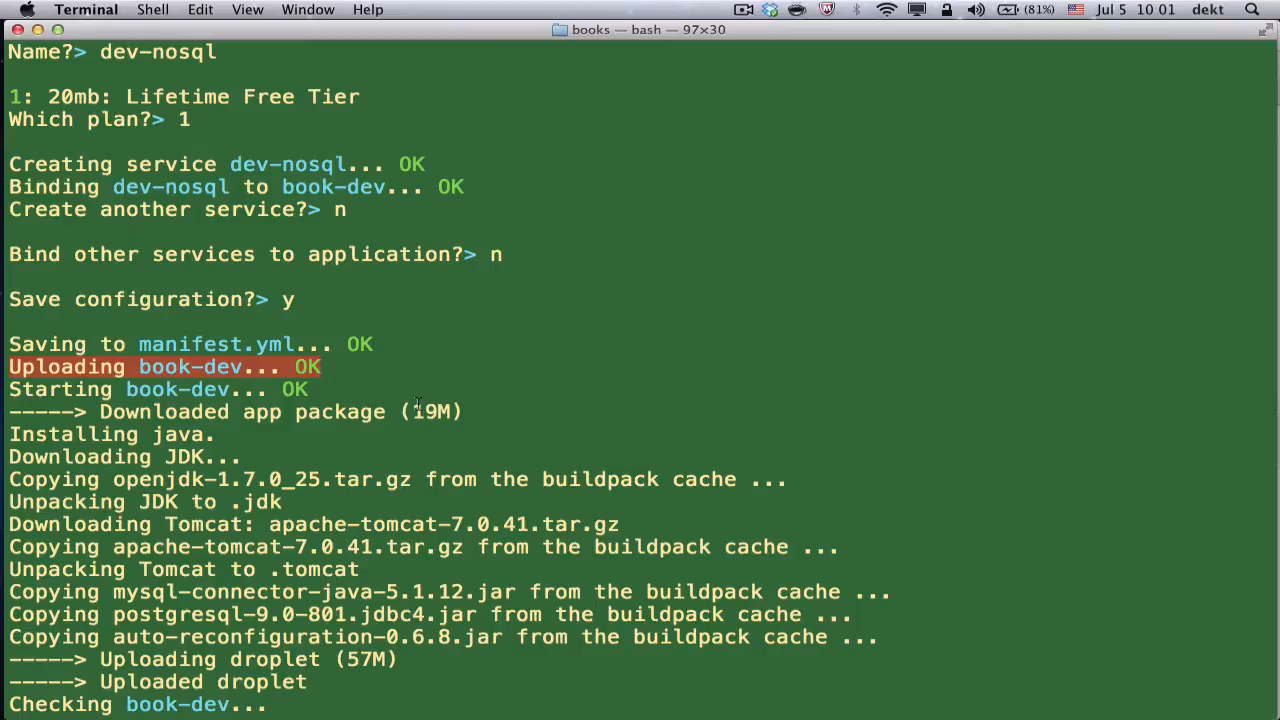 Terminal Shell Edit View Window Help (81%) Jul 5 10 01 dekt
books — bash — 97×30
Name?> dev-nosql
1: 20mb: Lifetime Free Tier
Which plan?> 1
Creating service dev-nosql... OK
Binding dev-nosql to book-dev... OK
Create another service?> n
Bind other services to application?> n
Save configuration?> y
Saving to manifest.yml... OK
Uploading book-dev... OK
Starting book-dev... OK
-----> Downloaded app package (19M)
Installing java.
Downloading JDK...
Copying openjdk-1.7.0_25.tar.gz from the buildpack cache ...
Unpacking JDK to .jdk
Downloading Tomcat: apache-tomcat-7.0.41.tar.gz
Copying apache-tomcat-7.0.41.tar.gz from the buildpack cache ...
Unpacking Tomcat to .tomcat
Copying mysql-connector-java-5.1.12.jar from the buildpack cache ...
Copying postgresql-9.0-801.jdbc4.jar from the buildpack cache ...
Copying auto-reconfiguration-0.6.8.jar from the buildpack cache ...
-----> Uploading droplet (57M)
-----> Uploaded droplet
Checking book-dev...